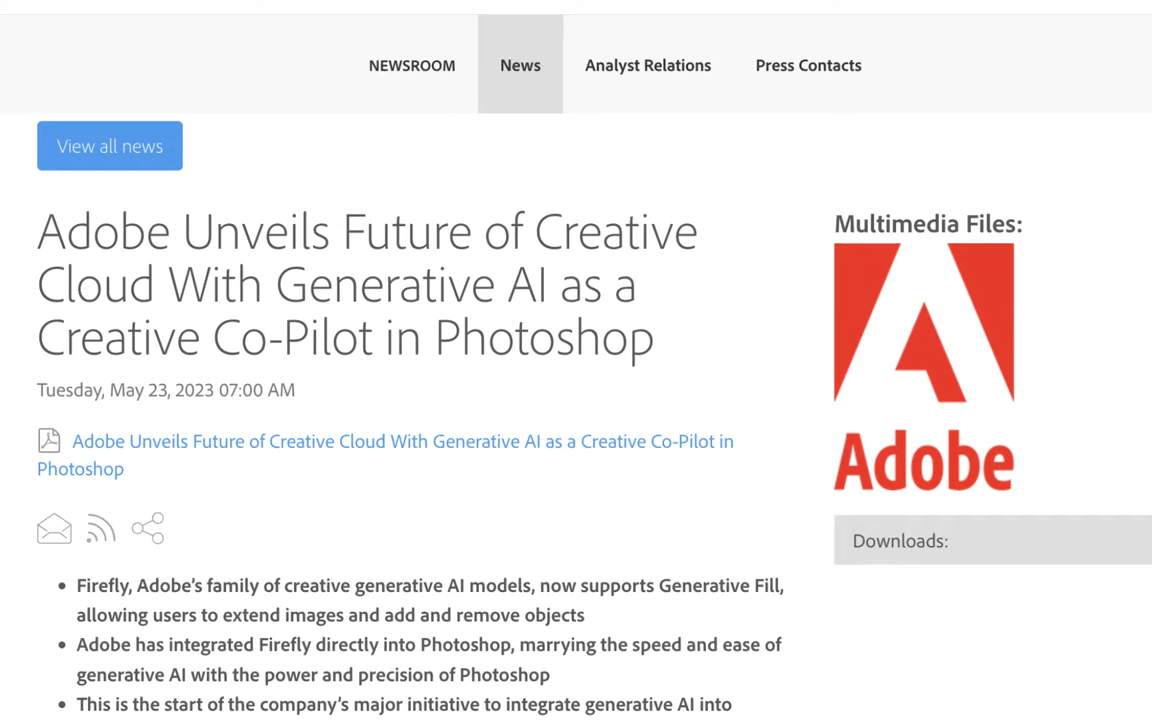 NEWSROOM News Analyst Relations Press Contacts
View all news
Adobe Unveils Future of Creative
Cloud With Generative AI as a
Creative Co-Pilot in Photoshop
Tuesday, May 23, 2023 07:00 AM
Adobe Unveils Future of Creative Cloud With Generative AI as a Creative Co-Pilot in
Photoshop
• Firefly, Adobe’s family of creative generative AI models, now supports Generative Fill,
allowing users to extend images and add and remove objects
• Adobe has integrated Firefly directly into Photoshop, marrying the speed and ease of
generative AI with the power and precision of Photoshop
• This is the start of the company’s major initiative to integrate generative AI into
Multimedia Files:
Adobe
Downloads: